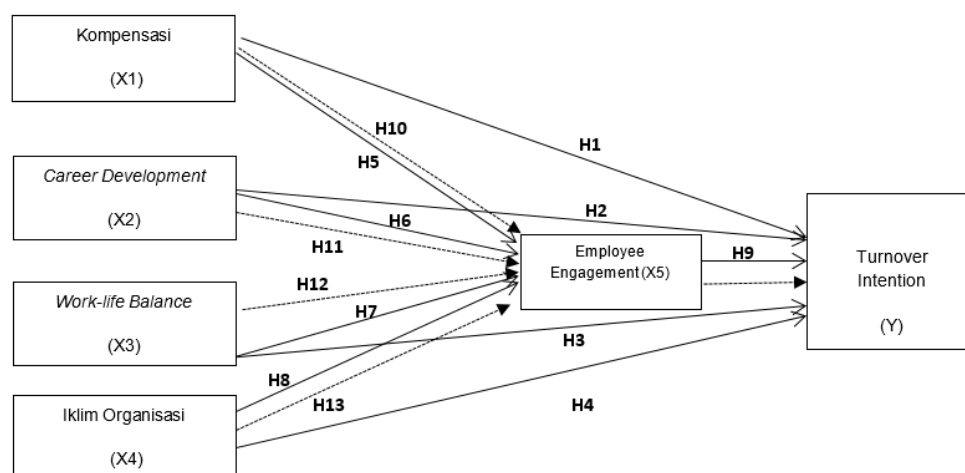 Kompensasi
(X1)
H10
H5
H1
Career Development
(X2)
H2
H6
H11
Employee
Engagement (X5)
H9
Turnover
Intention
(Y)
Work-life Balance
(X3)
H12
H7
H3
H8
H13
H4
Iklim Organisasi
(X4)